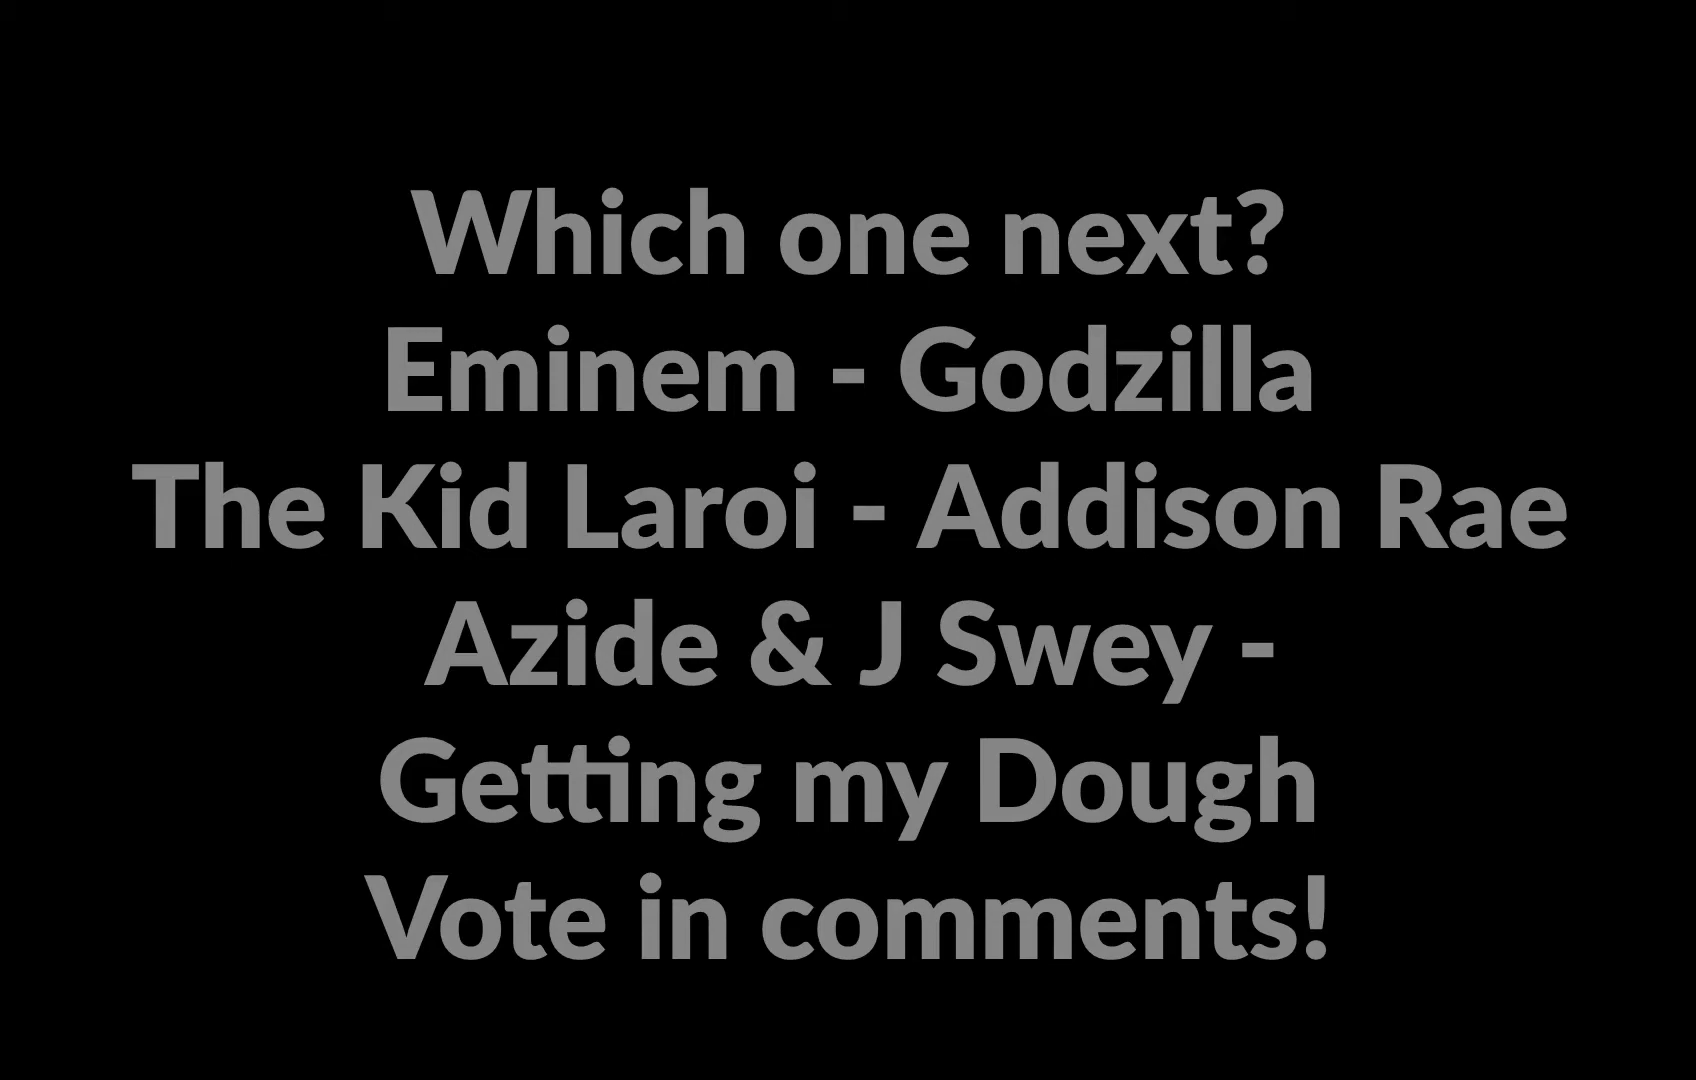 Which one next?
Eminem - Godzilla
The Kid Laroi - Addison Rae
Azide & J Swey -
Getting my Dough
Vote in comments!